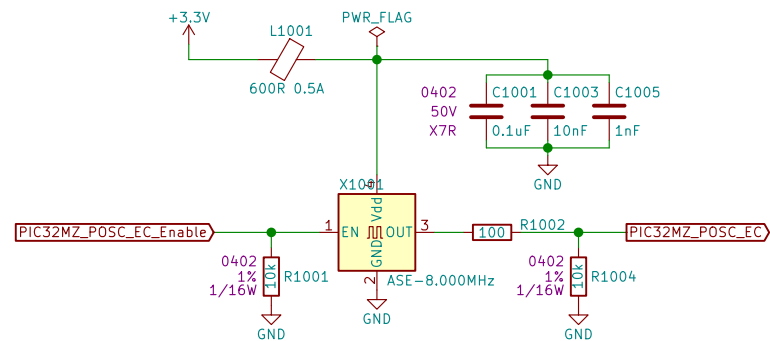 +3.3V
PWR_FLAG
L1001
600R 0.5A
0402
50V
X7R
C1001
0.1uF
C1003
10nF
C1005
1nF
GND
X1001
4
Vdd
PIC32MZ_POSC_EC_Enable
1
EN
OUT
3
GND
2
100
R1002
PIC32MZ_POSC_EC
ASE-8.000MHz
0402
1%
1/16W
10k
R1001
GND
GND
0402
1%
1/16W
10k
R1004
GND